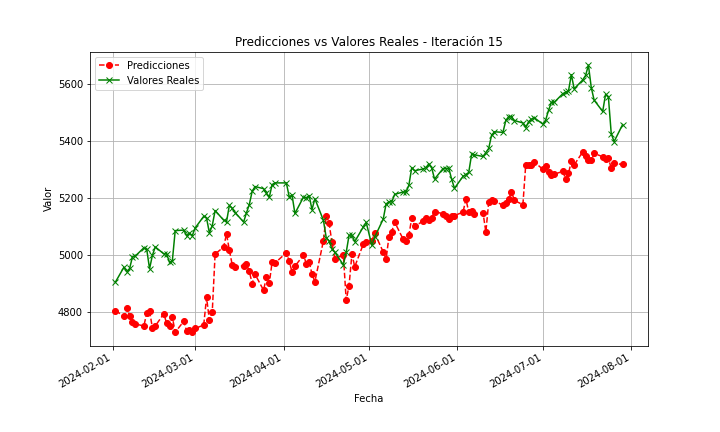 Predicciones vs Valores Reales - Iteración 15
Predicciones
Valores Reales
Valor
5600
5400
5200
5000
4800
2024-02-01
2024-03-01
2024-04-01
2024-05-01
2024-06-01
2024-07-01
2024-08-01
Fecha